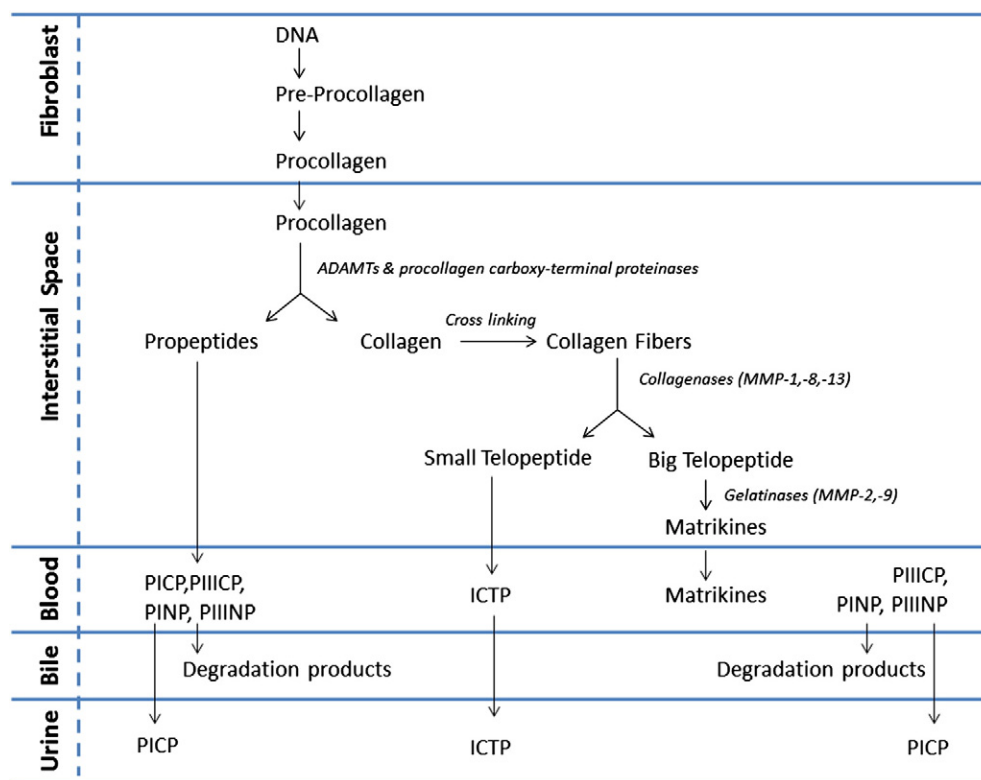 Fibroblast
DNA
Pre-Procollagen
Procollagen
Interstitial Space
Procollagen
ADAMTs & procollagen carboxy-terminal proteinases
Propeptides
Collagen
Cross linking
Collagen Fibers
Collagenases (MMP-1,-8,-13)
Small Telopeptide
Big Telopeptide
Gelatinases (MMP-2,-9)
Matrikines
Blood
PICP,PIIICP,
PINP, PIIINP
ICTP
Matrikines
PIIICP,
PINP, PIIINP
Bile
Degradation products
Degradation products
Urine
PICP
ICTP
PICP